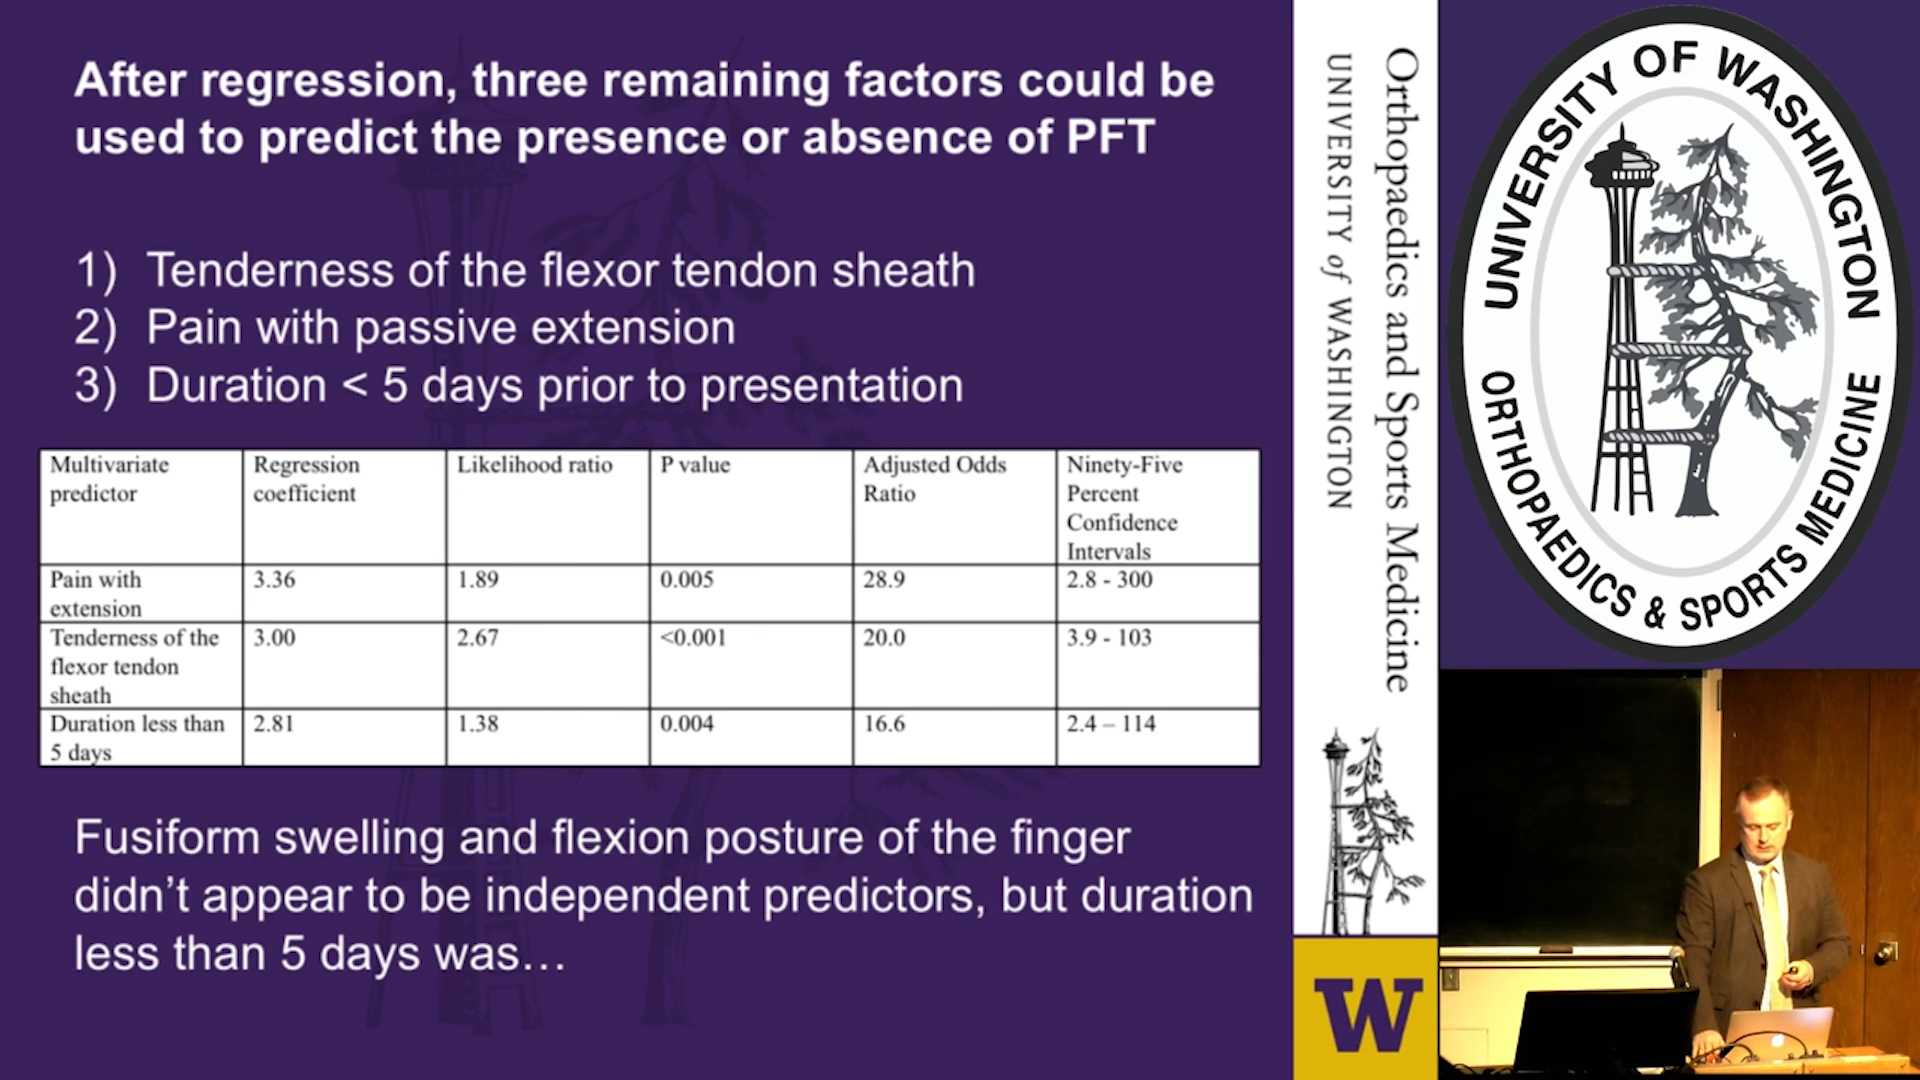 After regression, three remaining factors could be
used to predict the presence or absence of PFT
1) Tenderness of the flexor tendon sheath
2) Pain with passive extension
3) Duration < 5 days prior to presentation
Multivariate predictor	Regression coefficient	Likelihood ratio	P value	Adjusted Odds Ratio	Ninety-Five Percent Confidence Intervals
Pain with extension	3.36	1.89	0.005	28.9	2.8 - 300
Tenderness of the flexor tendon sheath	3.00	2.67	<0.001	20.0	3.9 - 103
Duration less than 5 days	2.81	1.38	0.004	16.6	2.4 – 114
Fusiform swelling and flexion posture of the finger
didn’t appear to be independent predictors, but duration
less than 5 days was…
Orthopaedics and Sports Medicine
UNIVERSITY of WASHINGTON
W
UNIVERSITY OF WASHINGTON
ORTHOPAEDICS & SPORTS MEDICINE